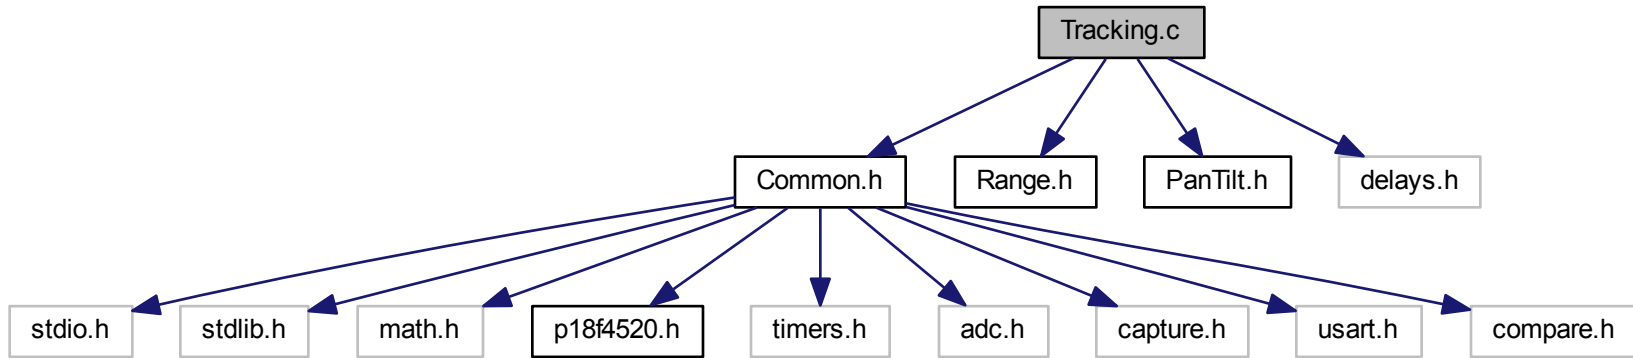 Tracking.c
Common.h
Range.h
PanTilt.h
delays.h
stdio.h
stdlib.h
math.h
p18f4520.h
timers.h
adc.h
capture.h
usart.h
compare.h